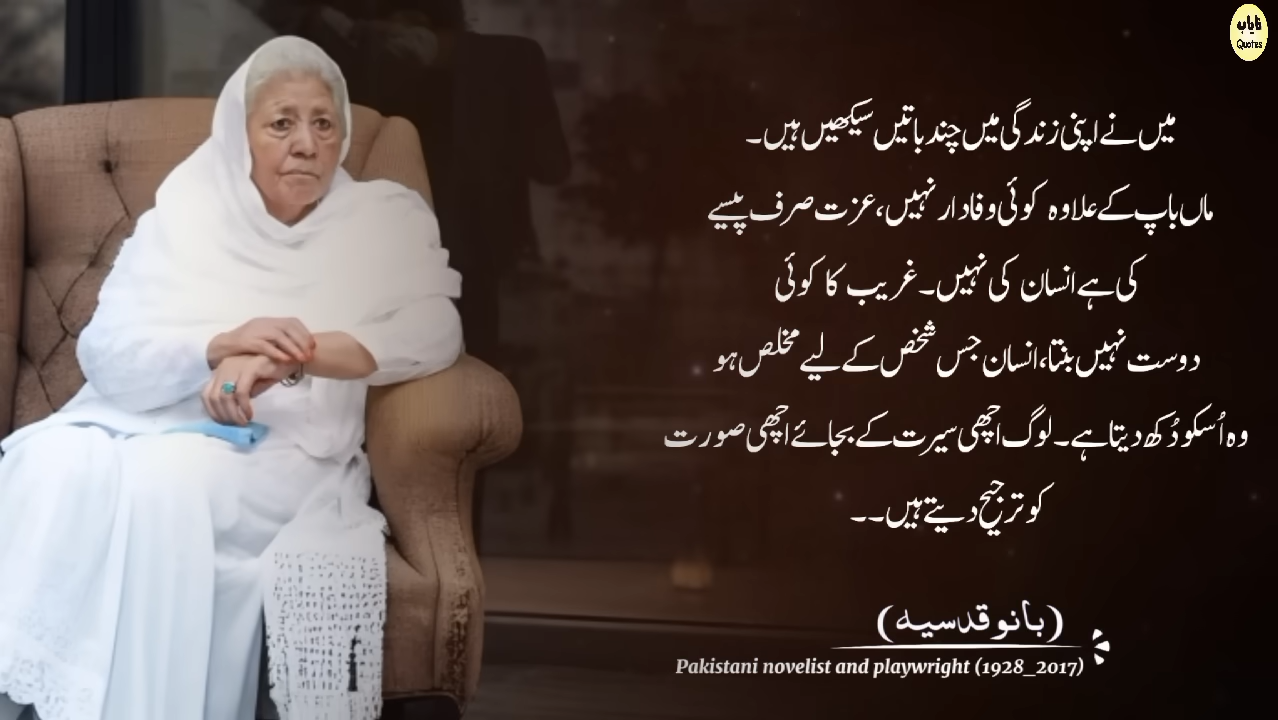 نایاب
Quotes
میں نے اپنی زندگی میں چند باتیں سیکھیں ہیں۔
ماں باپ کے علاوہ کوئی وفادار نہیں، عزت صرف پیسے
کی ہے انسان کی نہیں۔ غریب کا کوئی
دوست نہیں بنتا، انسان جس شخص کے لیے مخلص ہو
وہ اُسکو دُکھ دیتا ہے۔ لوگ اچھی سیرت کے بجائے اچھی صورت
کو ترجیح دیتے ہیں۔۔
(بانو قدسیہ)
Pakistani novelist and playwright (1928_2017)